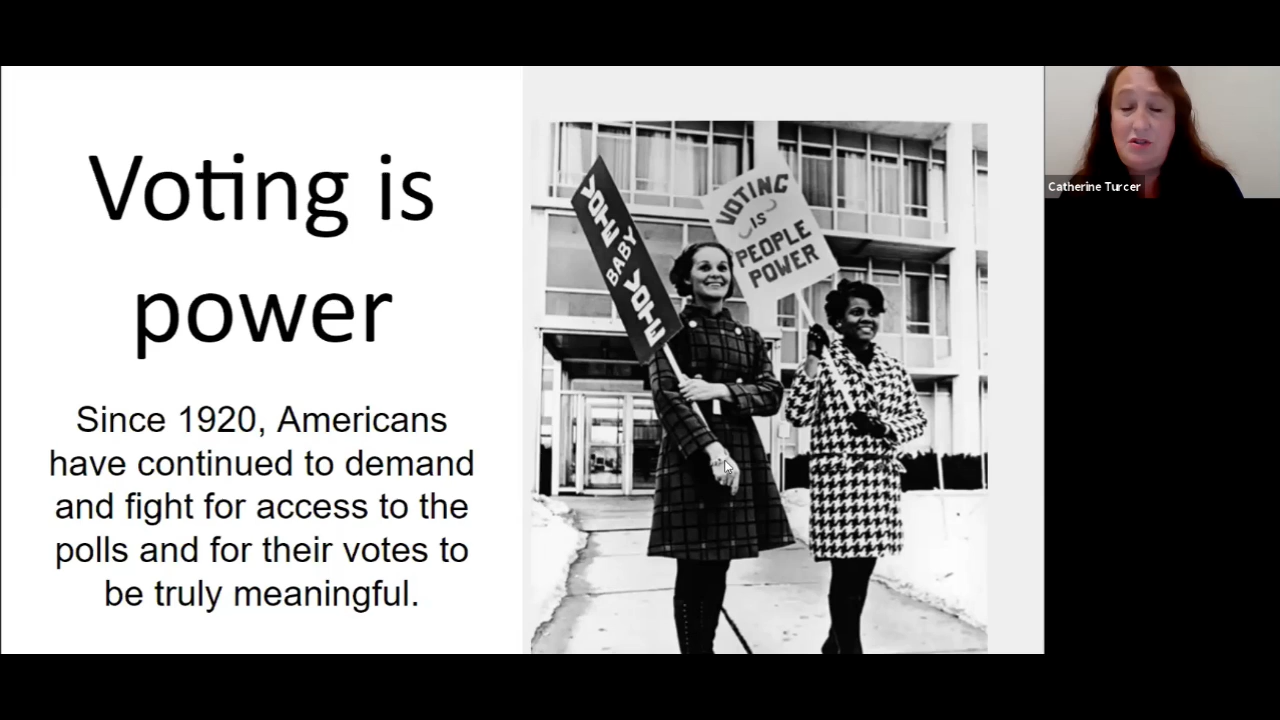 Voting is
power
Since 1920, Americans
have continued to demand
and fight for access to the
polls and for their votes to
be truly meaningful.
VOTE
BABY
VOTE
VOTING
IS
PEOPLE
POWER
Catherine Turcer